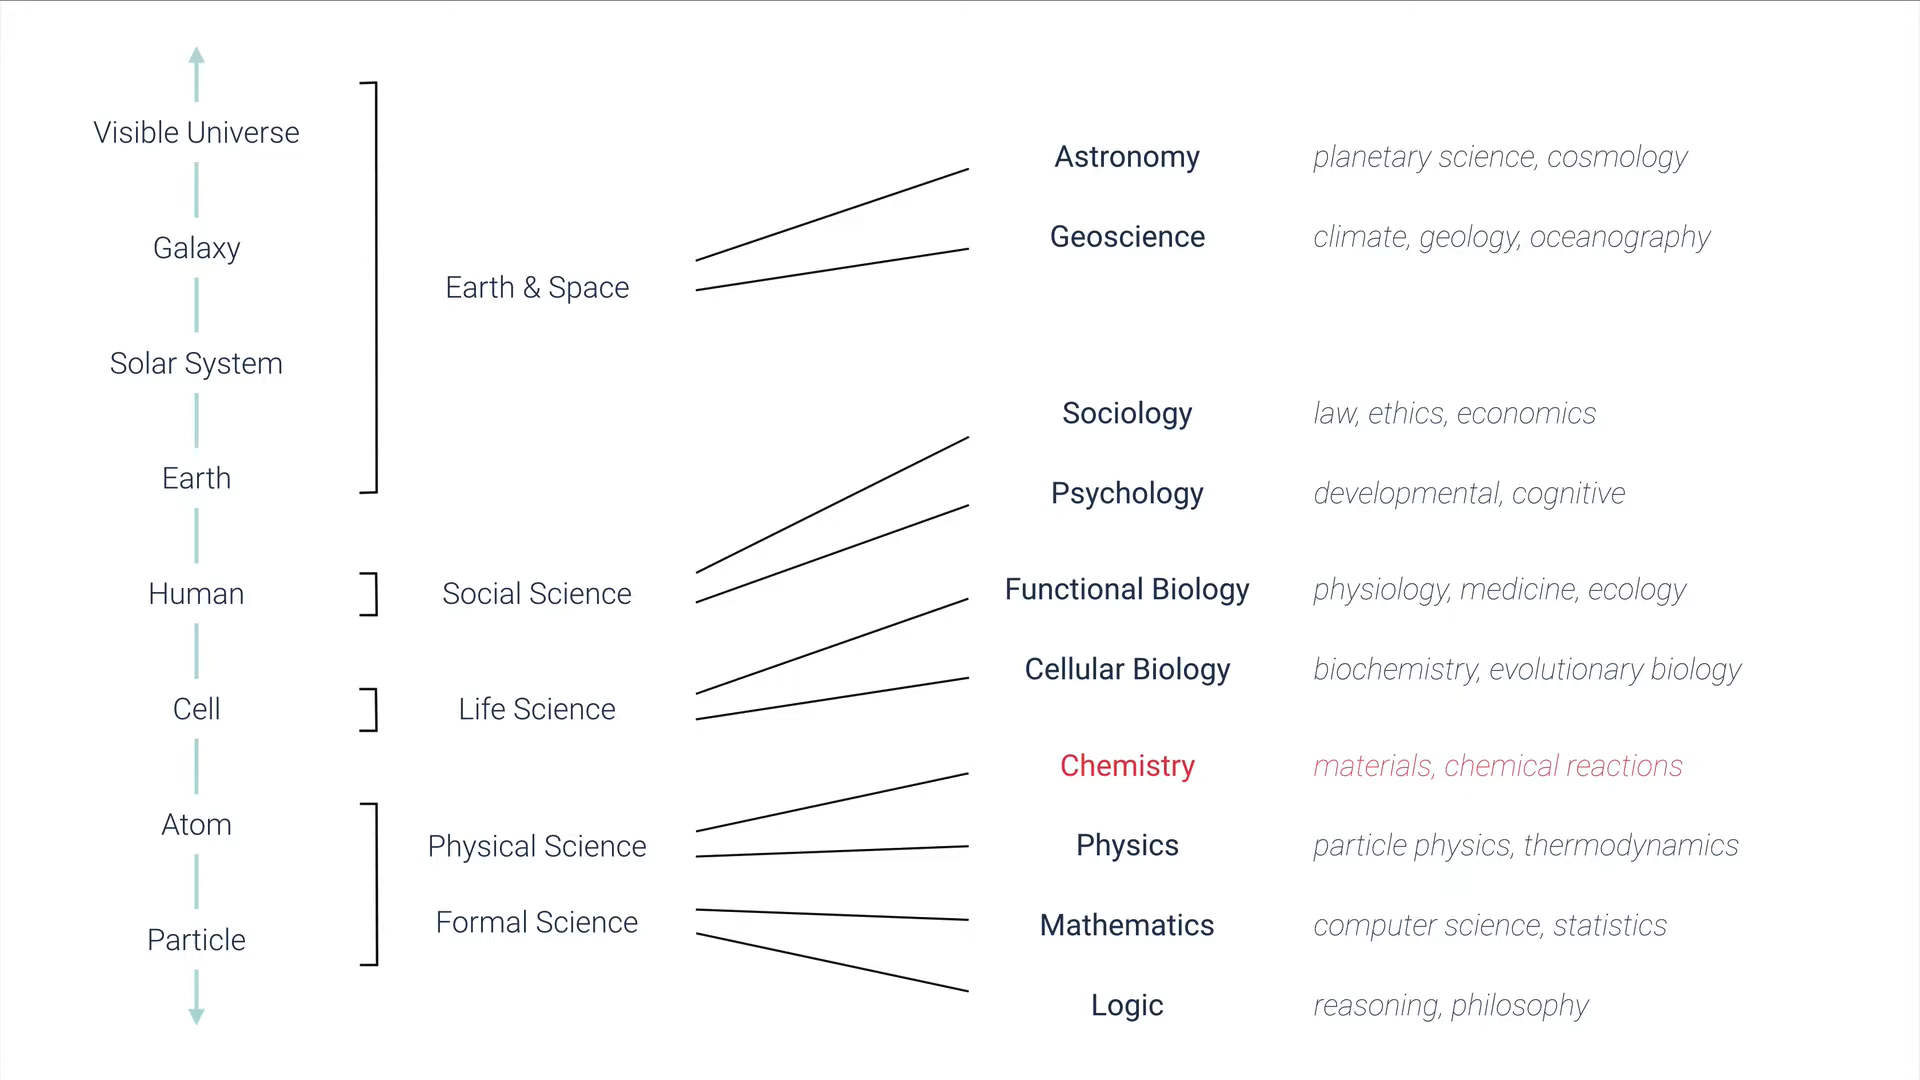 Visible Universe
Galaxy
Solar System
Earth
Human
Cell
Atom
Particle
Earth & Space
Social Science
Life Science
Physical Science
Formal Science
Astronomy planetary science, cosmology
Geoscience climate, geology, oceanography
Sociology law, ethics, economics
Psychology developmental, cognitive
Functional Biology physiology, medicine, ecology
Cellular Biology biochemistry, evolutionary biology
Chemistry materials, chemical reactions
Physics particle physics, thermodynamics
Mathematics computer science, statistics
Logic reasoning, philosophy